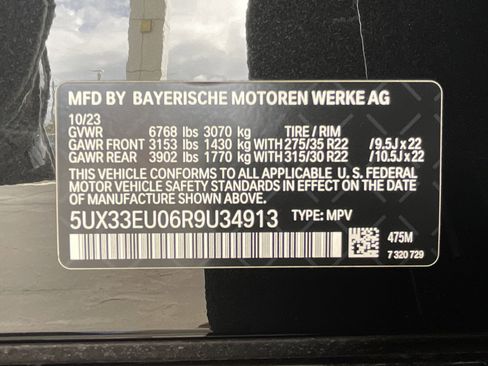 MFD BY BAYERISCHE MOTOREN WERKE AG
10/23
GVWR 6768 lbs 3070 kg TIRE / RIM
GAWR FRONT 3153 lbs 1430 kg WITH 275/35 R22 / 9.5J x 22
GAWR REAR 3902 lbs 1770 kg WITH 315/30 R22 / 10.5J x 22
THIS VEHICLE CONFORMS TO ALL APPLICABLE U. S. FEDERAL
MOTOR VEHICLE SAFETY STANDARDS IN EFFECT ON THE
DATE OF MANUFACTURE SHOWN ABOVE.
5UX33EU06R9U34913 TYPE: MPV
475M
7 320 729